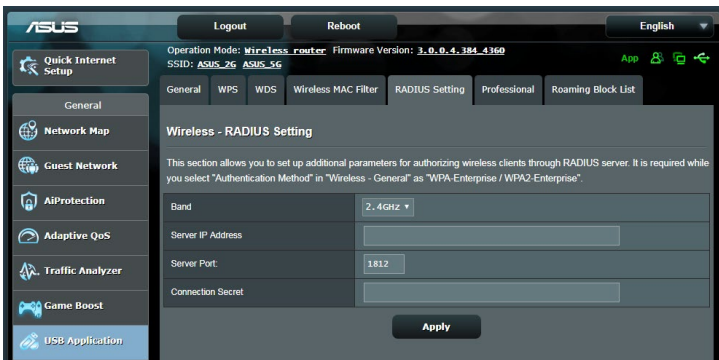 ASUS
Logout
Reboot
English
Operation Mode: Wireless router Firmware Version: 3.0.0.4.384_4360
SSID: ASUS_2G ASUS_5G
App
Quick Internet
Setup
General
Network Map
Guest Network
AiProtection
Adaptive QoS
Traffic Analyzer
Game Boost
USB Application
General WPS WDS Wireless MAC Filter RADIUS Setting Professional Roaming Block List
Wireless - RADIUS Setting
This section allows you to set up additional parameters for authorizing wireless clients through RADIUS server. It is required while
you select "Authentication Method" in "Wireless - General" as "WPA-Enterprise / WPA2-Enterprise".
Band 2.4GHz
Server IP Address
Server Port: 1812
Connection Secret
Apply